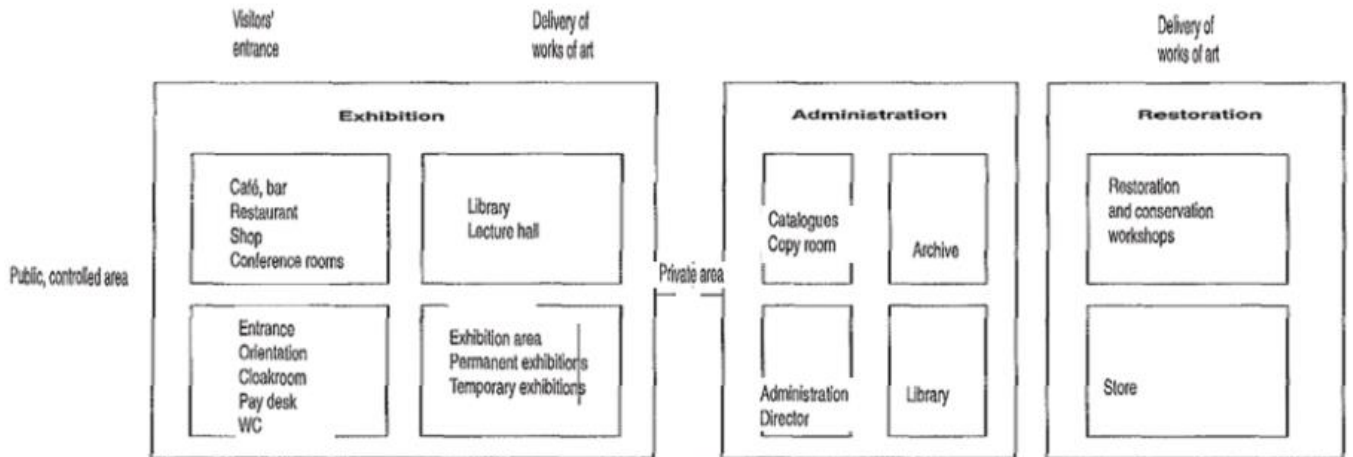 Visitors'
entrance
Delivery of
works of art
Delivery of
works of art
Exhibition
Administration
Restoration
Café, bar
Restaurant
Shop
Conference rooms
Library
Lecture hall
Catalogues
Copy room
Archive
Restoration
and conservation
workshops
Public, controlled area
Private area
Entrance
Orientation
Cloakroom
Pay desk
WC
Exhibition area
Permanent exhibitions
Temporary exhibitions
Administration
Director
Library
Store